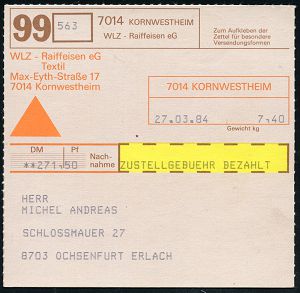 99 563
7014 KORNWESTHEIM
WLZ - Raiffeisen eG
Zum Aufkleben der
Zettel für besondere
Versendungsformen
WLZ - Raiffeisen eG
Textil
Max-Eyth-Straße 17
7014 Kornwestheim
7014 KORNWESTHEIM
27.03.84 7,40
Gewicht kg
DM Pf
**271,50
Nach-
nahme
ZUSTELLGEBUEHR BEZAHLT
HERR
MICHEL ANDREAS
SCHLOSSMAUER 27
8703 OCHSENFURT ERLACH